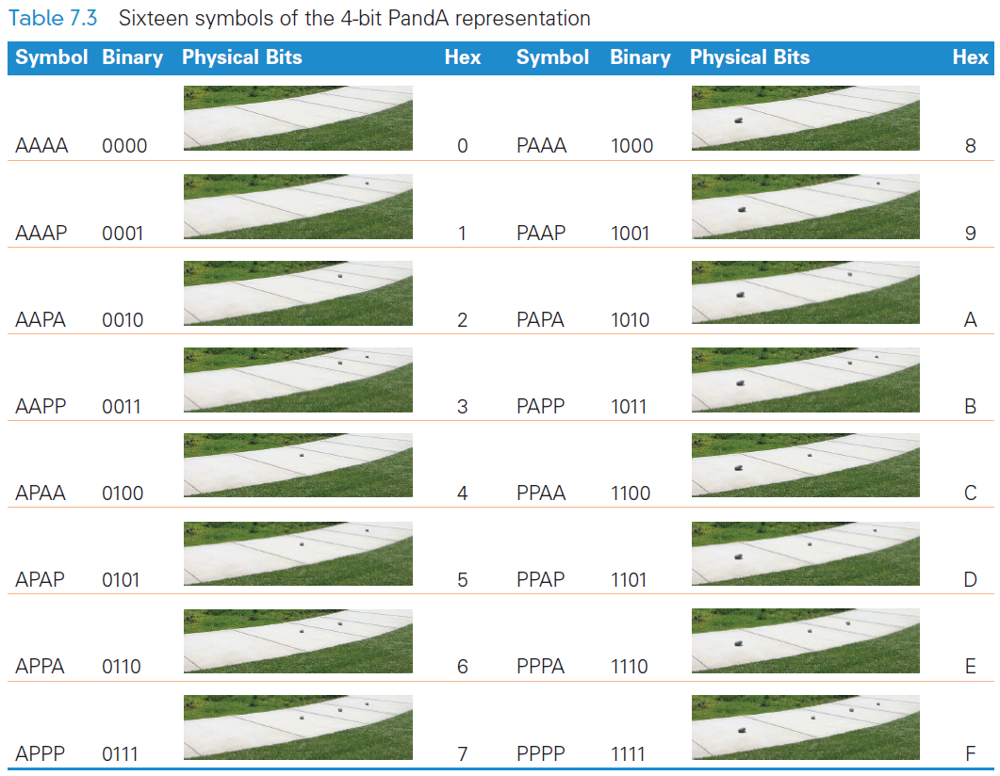 Table 7.3 Sixteen symbols of the 4-bit PandA representation
Symbol Binary Physical Bits Hex Symbol Binary Physical Bits Hex
AAAA 0000 0 PAAA 1000 8
AAAP 0001 1 PAAP 1001 9
AAPA 0010 2 PAPA 1010 A
AAPP 0011 3 PAPP 1011 B
APAA 0100 4 PPAA 1100 C
APAP 0101 5 PPAP 1101 D
APPA 0110 6 PPPA 1110 E
APPP 0111 7 PPPP 1111 F